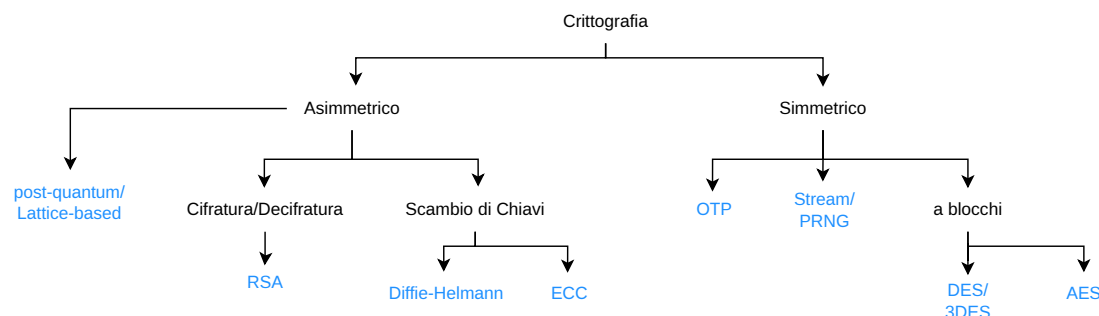 Crittografia
Asimmetrico
Simmetrico
post-quantum/
Lattice-based
Cifratura/Decifratura
Scambio di Chiavi
OTP
Stream/
PRNG
a blocchi
RSA
Diffie-Helmann
ECC
DES/
3DES
AES